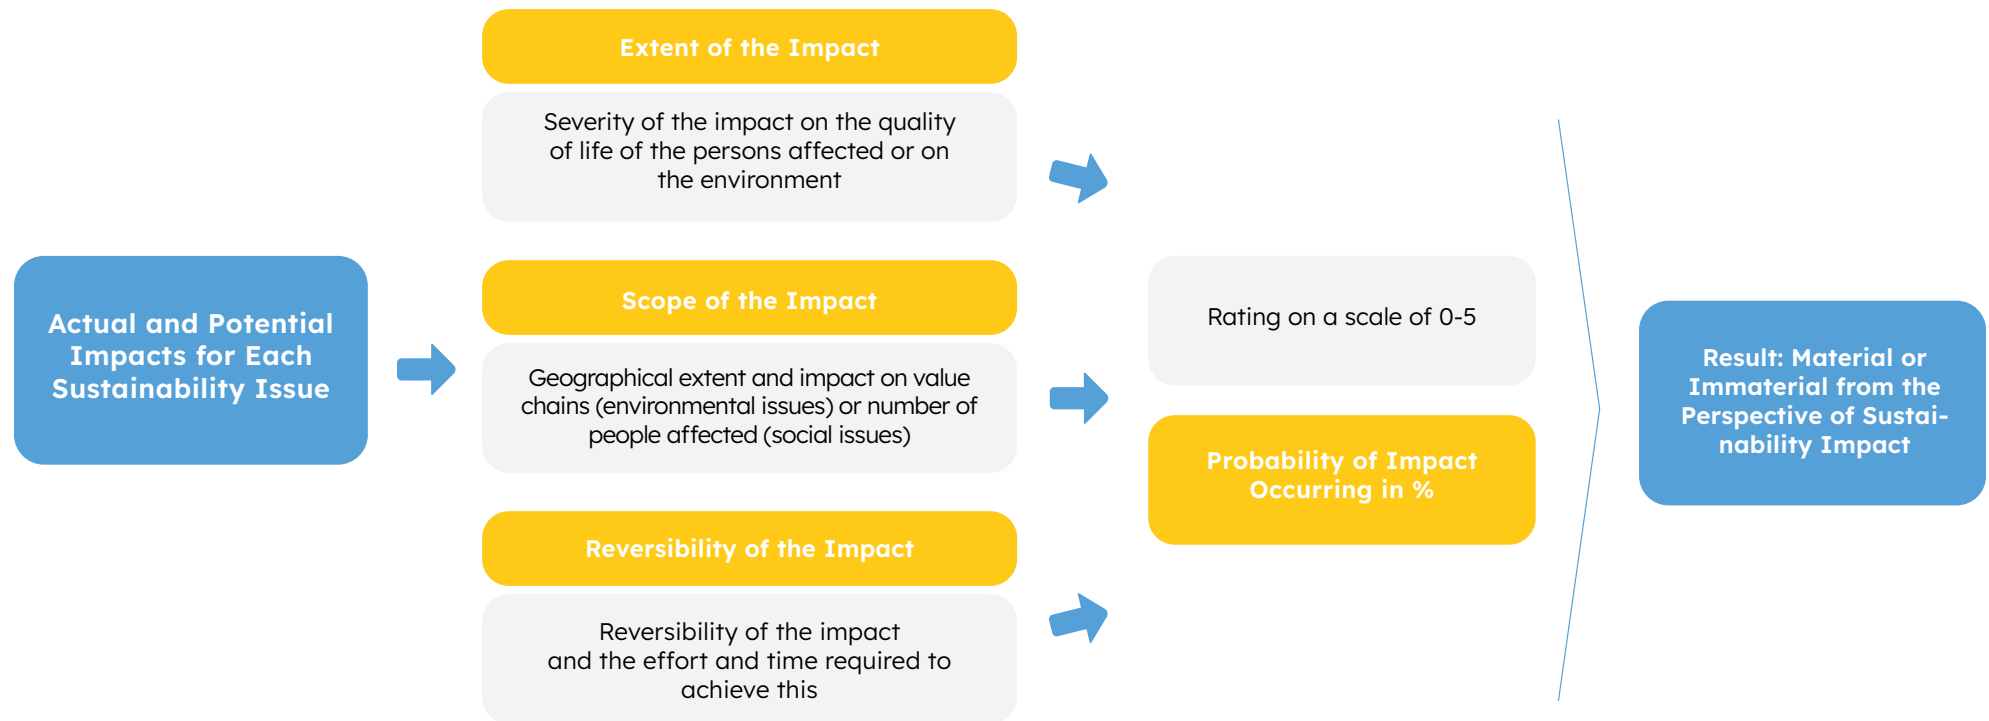 Actual and Potential
Impacts for Each
Sustainability Issue
Extent of the Impact
Severity of the impact on the quality
of life of the persons affected or on
the environment
Scope of the Impact
Geographical extent and impact on value
chains (environmental issues) or number of
people affected (social issues)
Reversibility of the Impact
Reversibility of the impact
and the effort and time required to
achieve this
Rating on a scale of 0-5
Probability of Impact
Occurring in %
Result: Material or
Immaterial from the
Perspective of Sustai-
nability Impact